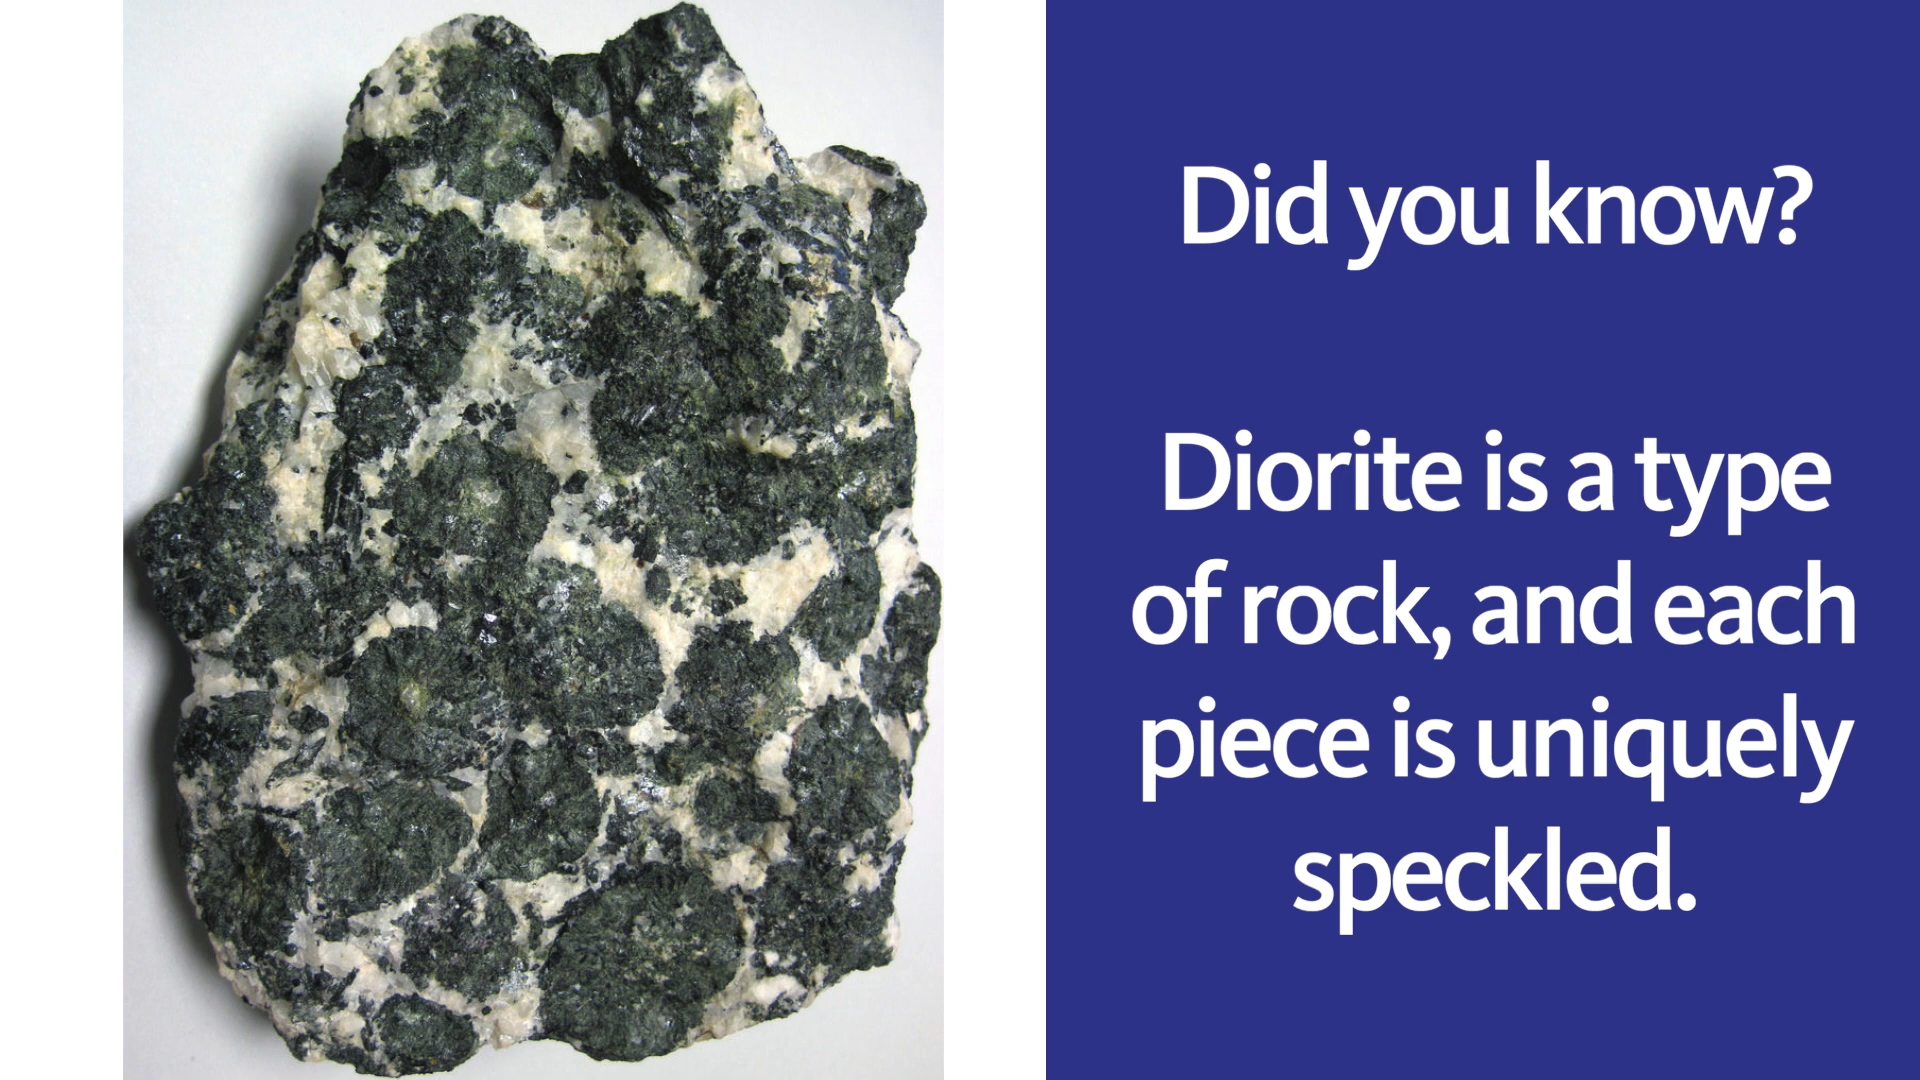 Did you know?
Diorite is a type
of rock, and each
piece is uniquely
speckled.